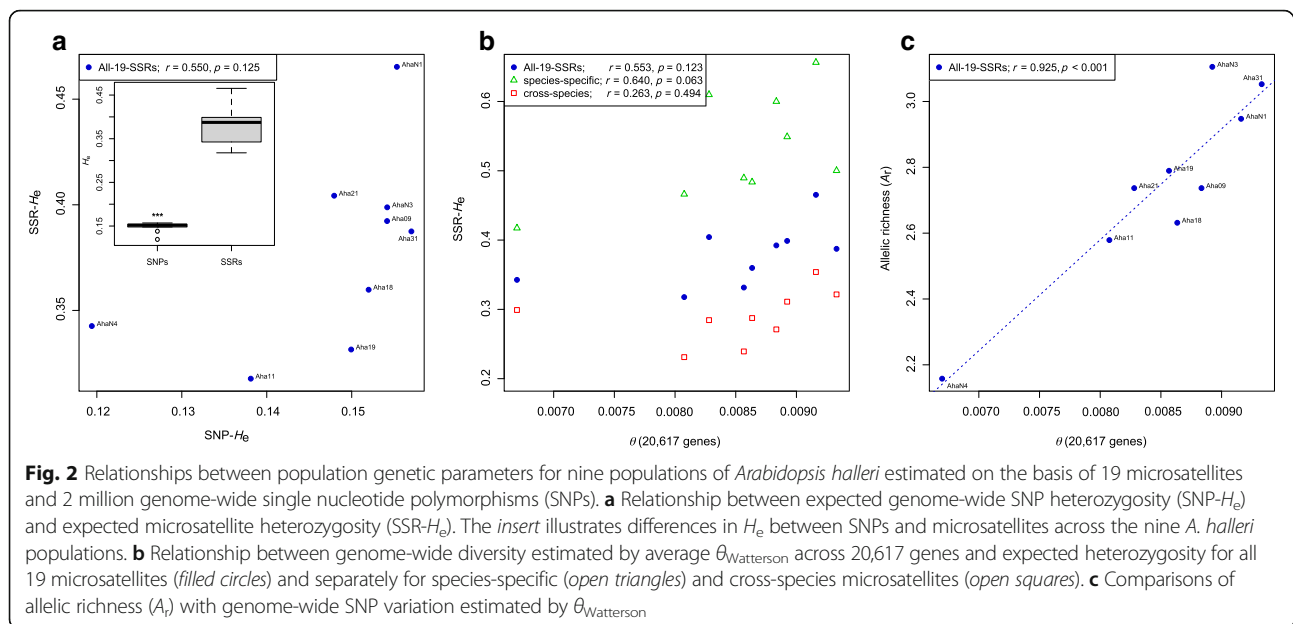 a
All-19-SSRs; r = 0.550, p = 0.125
SSR-He
0.45
0.40
0.35
0.12
0.13
0.14
0.15
SNP-He
AhaN1
Aha21
AhaN3
Aha09
Aha31
Aha18
AhaN4
Aha19
Aha11
He
0.45
0.35
0.25
0.15
***
SNPs
SSRs
b
All-19-SSRs; r = 0.553, p = 0.123
species-specific; r = 0.640, p = 0.063
cross-species; r = 0.263, p = 0.494
SSR-He
0.6
0.5
0.4
0.3
0.2
0.0070
0.0075
0.0080
0.0085
0.0090
θ (20,617 genes)
c
All-19-SSRs; r = 0.925, p < 0.001
Allelic richness (Ar)
3.0
2.8
2.6
2.4
2.2
0.0070
0.0075
0.0080
0.0085
0.0090
θ (20,617 genes)
AhaN3
Aha31
AhaN1
Aha19
Aha21
Aha09
Aha18
Aha11
AhaN4
Fig. 2 Relationships between population genetic parameters for nine populations of Arabidopsis halleri estimated on the basis of 19 microsatellites
and 2 million genome-wide single nucleotide polymorphisms (SNPs). a Relationship between expected genome-wide SNP heterozygosity (SNP-He)
and expected microsatellite heterozygosity (SSR-He). The insert illustrates differences in He between SNPs and microsatellites across the nine A. halleri
populations. b Relationship between genome-wide diversity estimated by average θWatterson across 20,617 genes and expected heterozygosity for all
19 microsatellites (filled circles) and separately for species-specific (open triangles) and cross-species microsatellites (open squares). c Comparisons of
allelic richness (Ar) with genome-wide SNP variation estimated by θWatterson